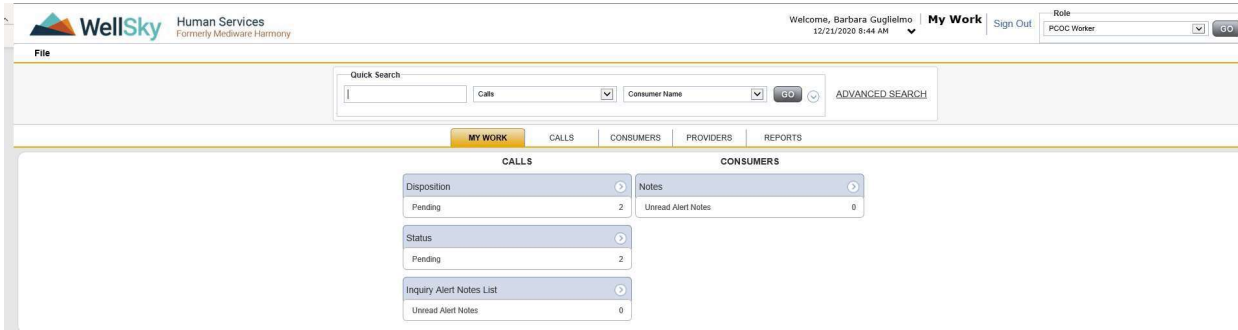 WellSky Human Services
Formerly Mediware Harmony
Welcome, Barbara Guglielmo My Work Sign Out
12/21/2020 8:44 AM
Role
PCOC Worker GO
File
Quick Search
Calls Consumer Name GO ADVANCED SEARCH
MY WORK CALLS CONSUMERS PROVIDERS REPORTS
CALLS CONSUMERS
Disposition Notes
Pending 2 Unread Alert Notes 0
Status
Pending 2
Inquiry Alert Notes List
Unread Alert Notes 0